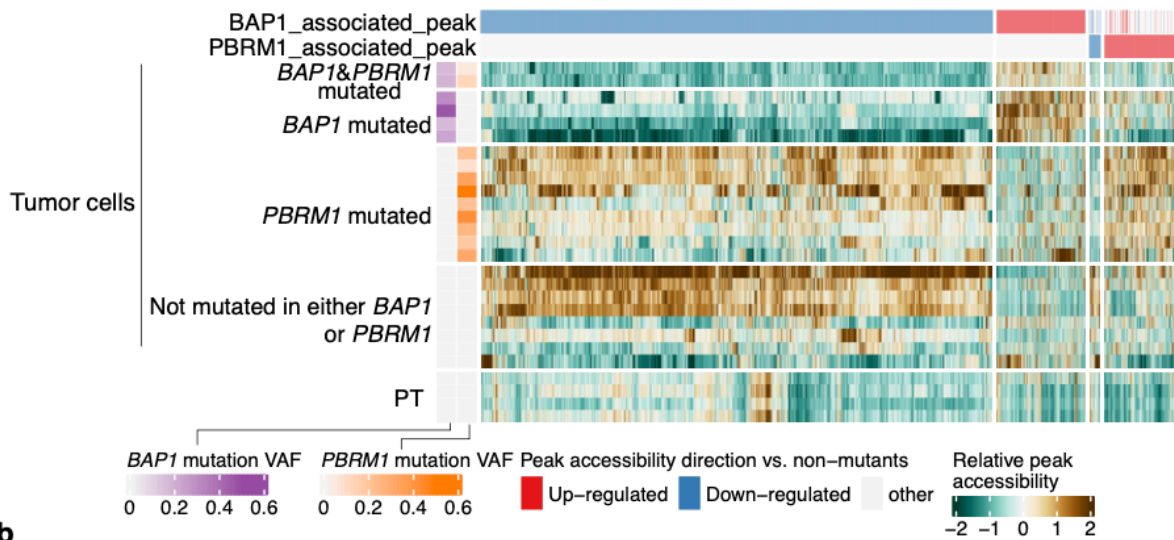 BAP1_associated_peak
PBRM1_associated_peak
BAP1&PBRM1
mutated
BAP1 mutated
Tumor cells
PBRM1 mutated
Not mutated in either BAP1
or PBRM1
PT
BAP1 mutation VAF
0 0.2 0.4 0.6
PBRM1 mutation VAF
0 0.2 0.4 0.6
Peak accessibility direction vs. non−mutants
Up−regulated Down−regulated other
Relative peak
accessibility
−2 −1 0 1 2
b